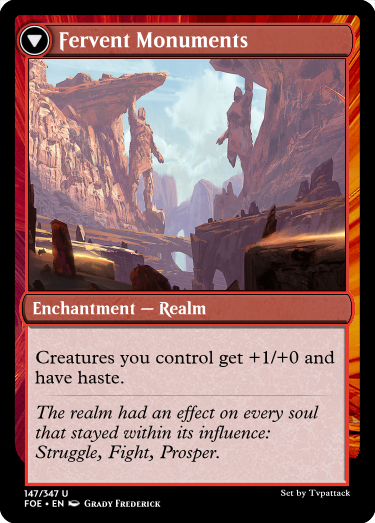 Fervent Monuments
Enchantment — Realm
Creatures you control get +1/+0 and
have haste.
The realm had an effect on every soul
that stayed within its influence:
Struggle, Fight, Prosper.
147/347 U
FOE • EN Grady Frederick
Set by Tvpattack